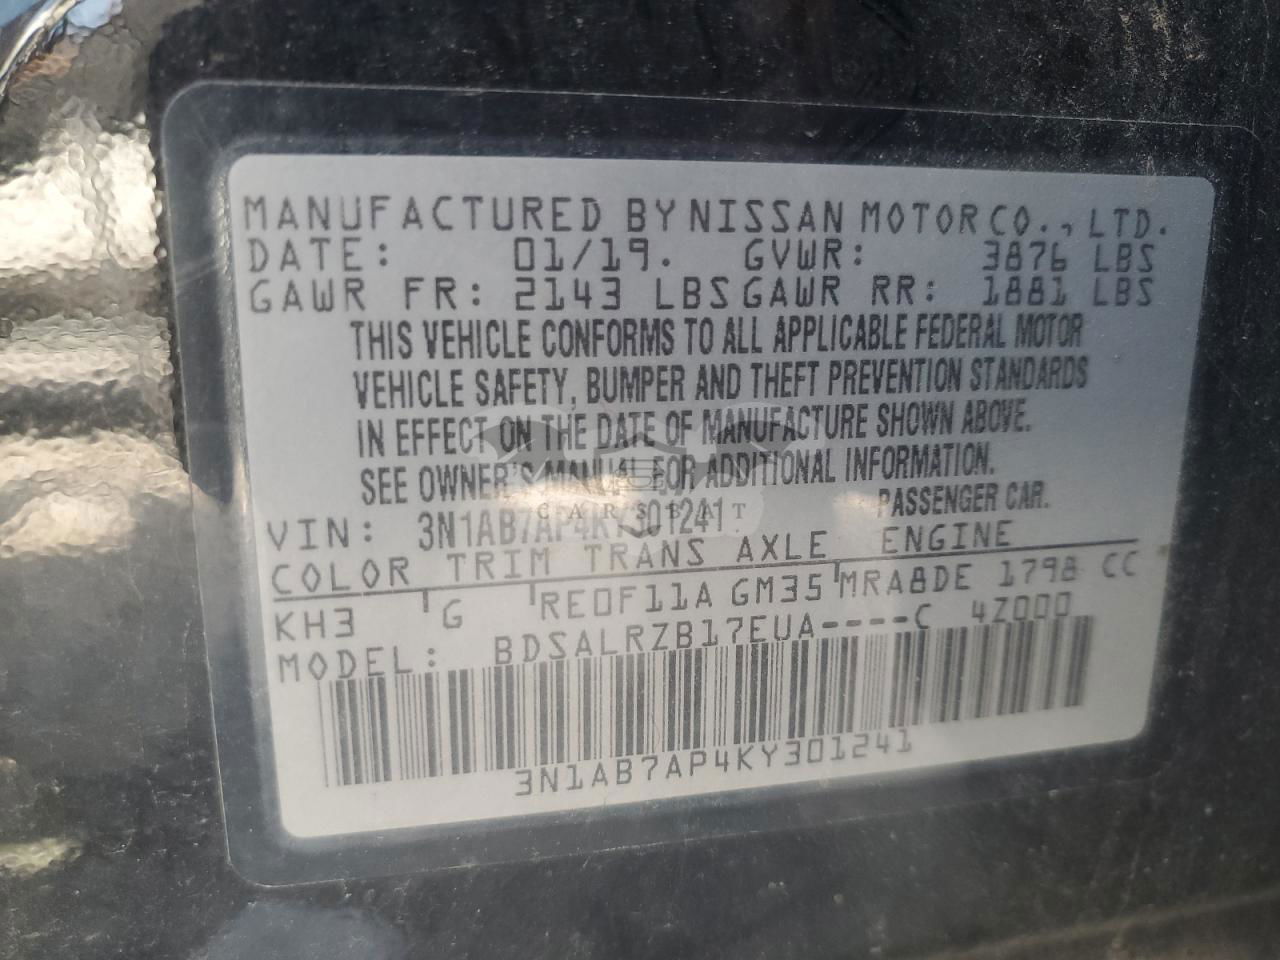 MANUFACTURED BY NISSAN MOTOR CO., LTD.
DATE: 01/19. GVWR: 3876 LBS
GAWR FR: 2143 LBS GAWR RR: 1881 LBS
THIS VEHICLE CONFORMS TO ALL APPLICABLE FEDERAL MOTOR
VEHICLE SAFETY, BUMPER AND THEFT PREVENTION STANDARDS
IN EFFECT ON THE DATE OF MANUFACTURE SHOWN ABOVE.
SEE OWNER'S MANUAL FOR ADDITIONAL INFORMATION.
CARSBAT
VIN: 3N1AB7AP4KY301241 PASSENGER CAR.
COLOR TRIM TRANS AXLE ENGINE
KH3 G RE0F11A GM35 MRA8DE 1798 CC
MODEL: BDSALRZB17EUA----C 4Z000
3N1AB7AP4KY301241